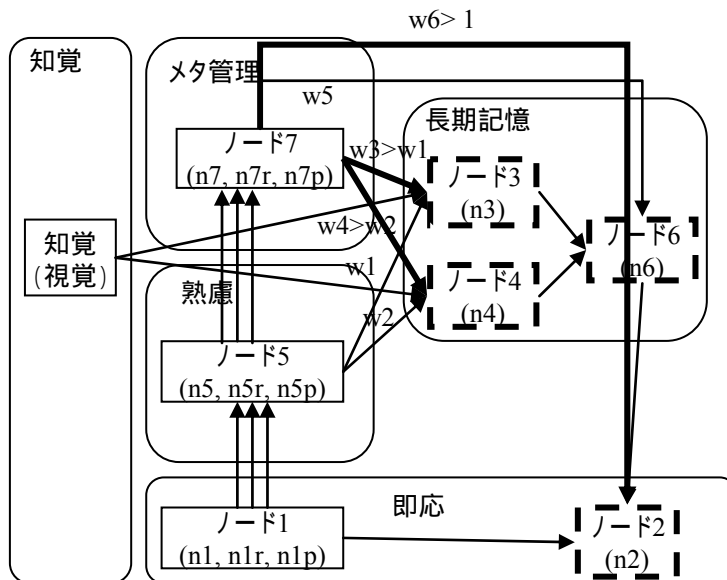 w6> 1
知覚
メタ管理
w5
長期記憶
ノード7
(n7, n7r, n7p)
w3>w1
ノード3
(n3)
w4>w2
知覚
(視覚)
ノード6
(n6)
w1
熟慮
ノード4
(n4)
w2
ノード5
(n5, n5r, n5p)
即応
ノード1
(n1, n1r, n1p)
ノード2
(n2)